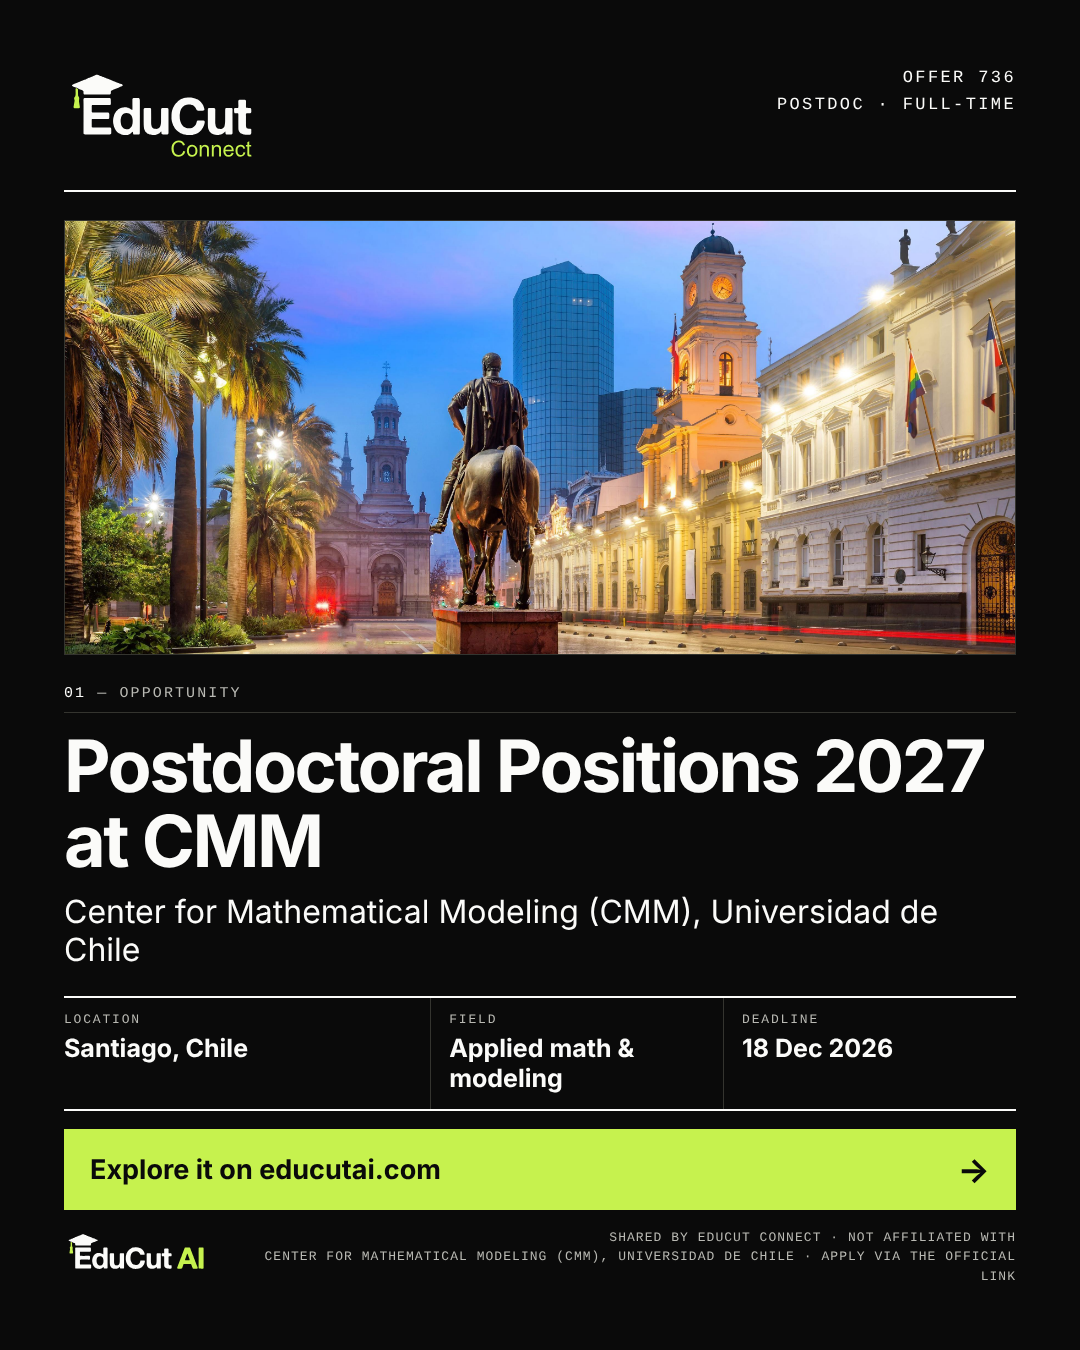 EduCut
Connect
OFFER 736
POSTDOC · FULL-TIME
01 — OPPORTUNITY
Postdoctoral Positions 2027
at CMM
Center for Mathematical Modeling (CMM), Universidad de
Chile
LOCATION
Santiago, Chile
FIELD
Applied math &
modeling
DEADLINE
18 Dec 2026
Explore it on educutai.com
EduCut AI
SHARED BY EDUCUT CONNECT · NOT AFFILIATED WITH
CENTER FOR MATHEMATICAL MODELING (CMM), UNIVERSIDAD DE CHILE · APPLY VIA THE OFFICIAL
LINK